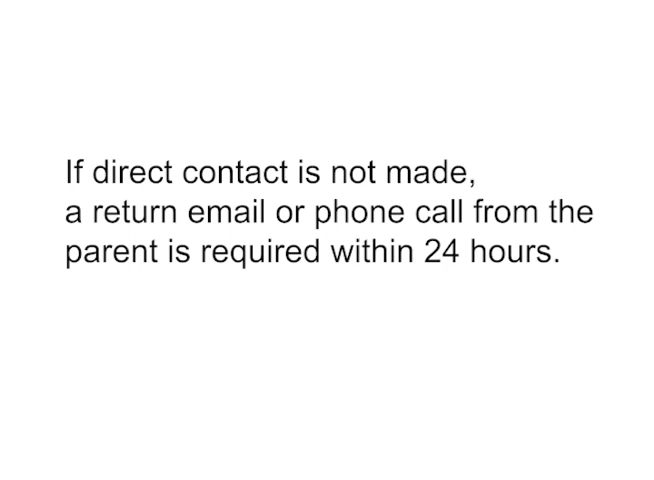 If direct contact is not made,
a return email or phone call from the
parent is required within 24 hours.